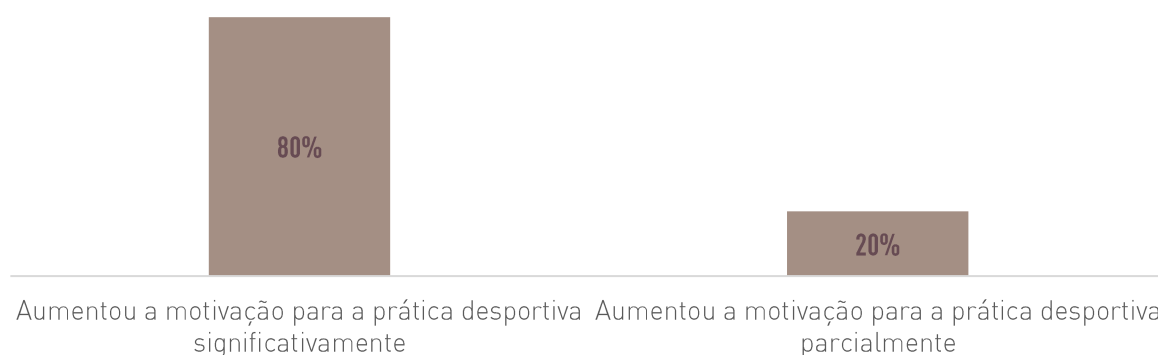 80%
20%
Aumentou a motivação para a prática desportiva
significativamente
Aumentou a motivação para a prática desportiva
parcialmente